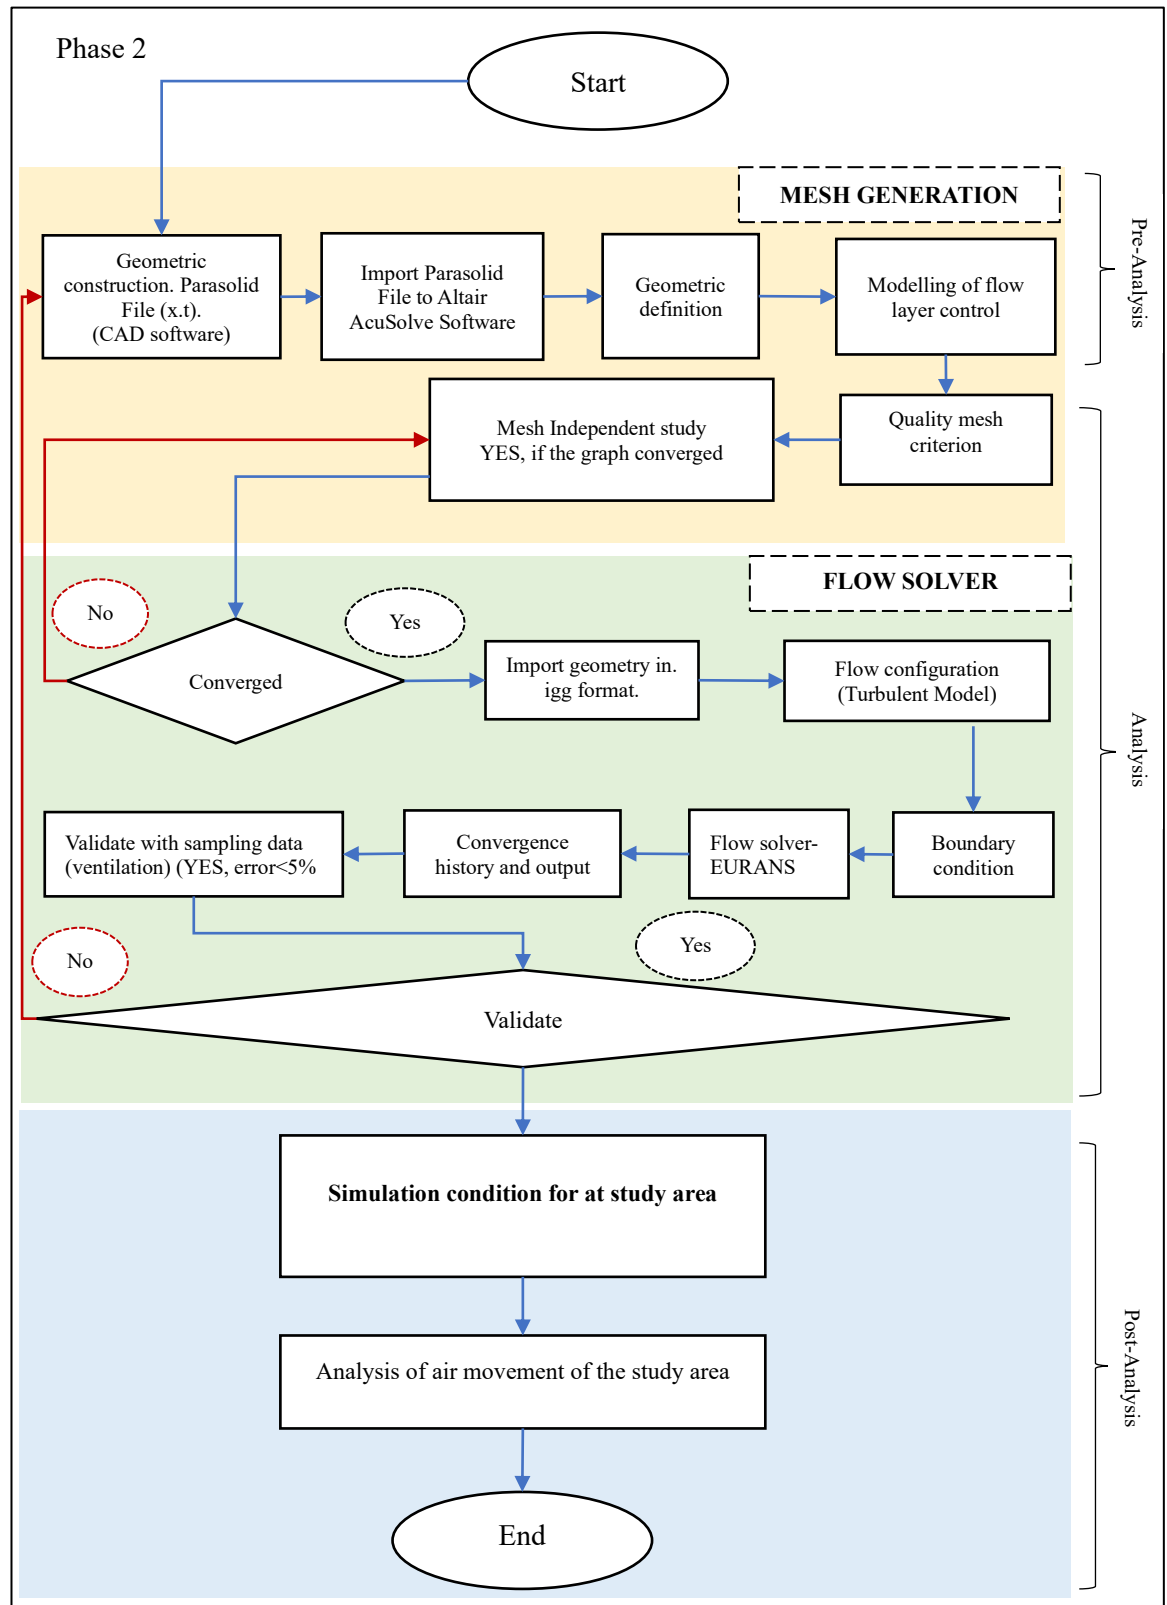 Phase 2
Start
MESH GENERATION
Pre-Analysis
Geometric
construction. Parasolid
File (x.t).
(CAD software)
Import Parasolid
File to Altair
AcuSolve Software
Geometric
definition
Modelling of flow
layer control
Mesh Independent study
YES, if the graph converged
Quality mesh
criterion
FLOW SOLVER
No
Yes
Converged
Import geometry in.
igg format.
Flow configuration
(Turbulent Model)
Analysis
Validate with sampling data
(ventilation) (YES, error<5%
Convergence
history and output
Flow solver-
EURANS
Boundary
condition
No
Yes
Validate
Simulation condition for at study area
Analysis of air movement of the study area
Post-Analysis
End